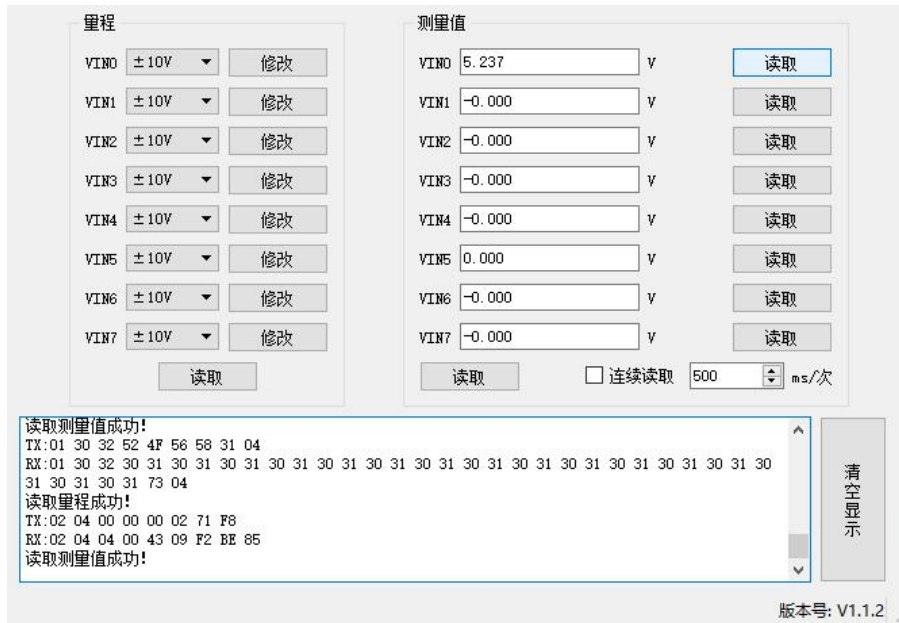 量程
VIN0 ±10V 修改
VIN1 ±10V 修改
VIN2 ±10V 修改
VIN3 ±10V 修改
VIN4 ±10V 修改
VIN5 ±10V 修改
VIN6 ±10V 修改
VIN7 ±10V 修改
读取
测量值
VIN0 5.237 V 读取
VIN1 -0.000 V 读取
VIN2 -0.000 V 读取
VIN3 -0.000 V 读取
VIN4 -0.000 V 读取
VIN5 0.000 V 读取
VIN6 -0.000 V 读取
VIN7 -0.000 V 读取
读取 连续读取 500 ms/次
读取测量值成功!
TX:01 30 32 52 4F 56 58 31 04
RX:01 30 32 30 31 30 31 30 31 30 31 30 31 30 31 30 31 30 31 30 31 30 31 30 31 30 31 30 31 30
31 30 31 30 31 73 04
读取量程成功!
TX:02 04 00 00 00 02 71 F8
RX:02 04 04 00 43 09 F2 BE 85
读取测量值成功!
清空显示
版本号: V1.1.2